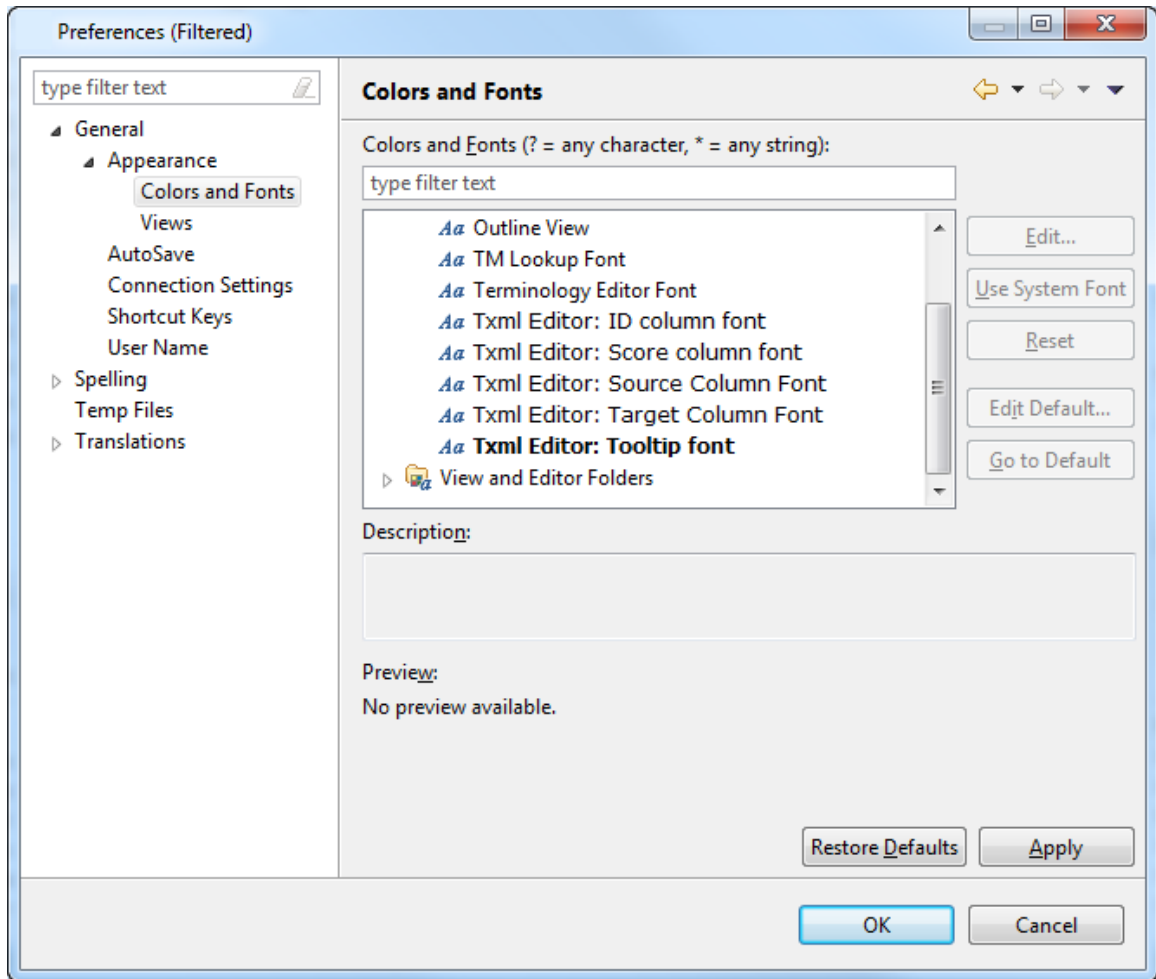 Preferences (Filtered)
type filter text
General
Appearance
Colors and Fonts
Views
AutoSave
Connection Settings
Shortcut Keys
User Name
Spelling
Temp Files
Translations
Colors and Fonts
Colors and Fonts (? = any character, * = any string):
type filter text
Aa Outline View
Aa TM Lookup Font
Aa Terminology Editor Font
Aa Txml Editor: ID column font
Aa Txml Editor: Score column font
Aa Txml Editor: Source Column Font
Aa Txml Editor: Target Column Font
Aa Txml Editor: Tooltip font
View and Editor Folders
Edit...
Use System Font
Reset
Edit Default...
Go to Default
Description:
Preview:
No preview available.
Restore Defaults
Apply
OK
Cancel